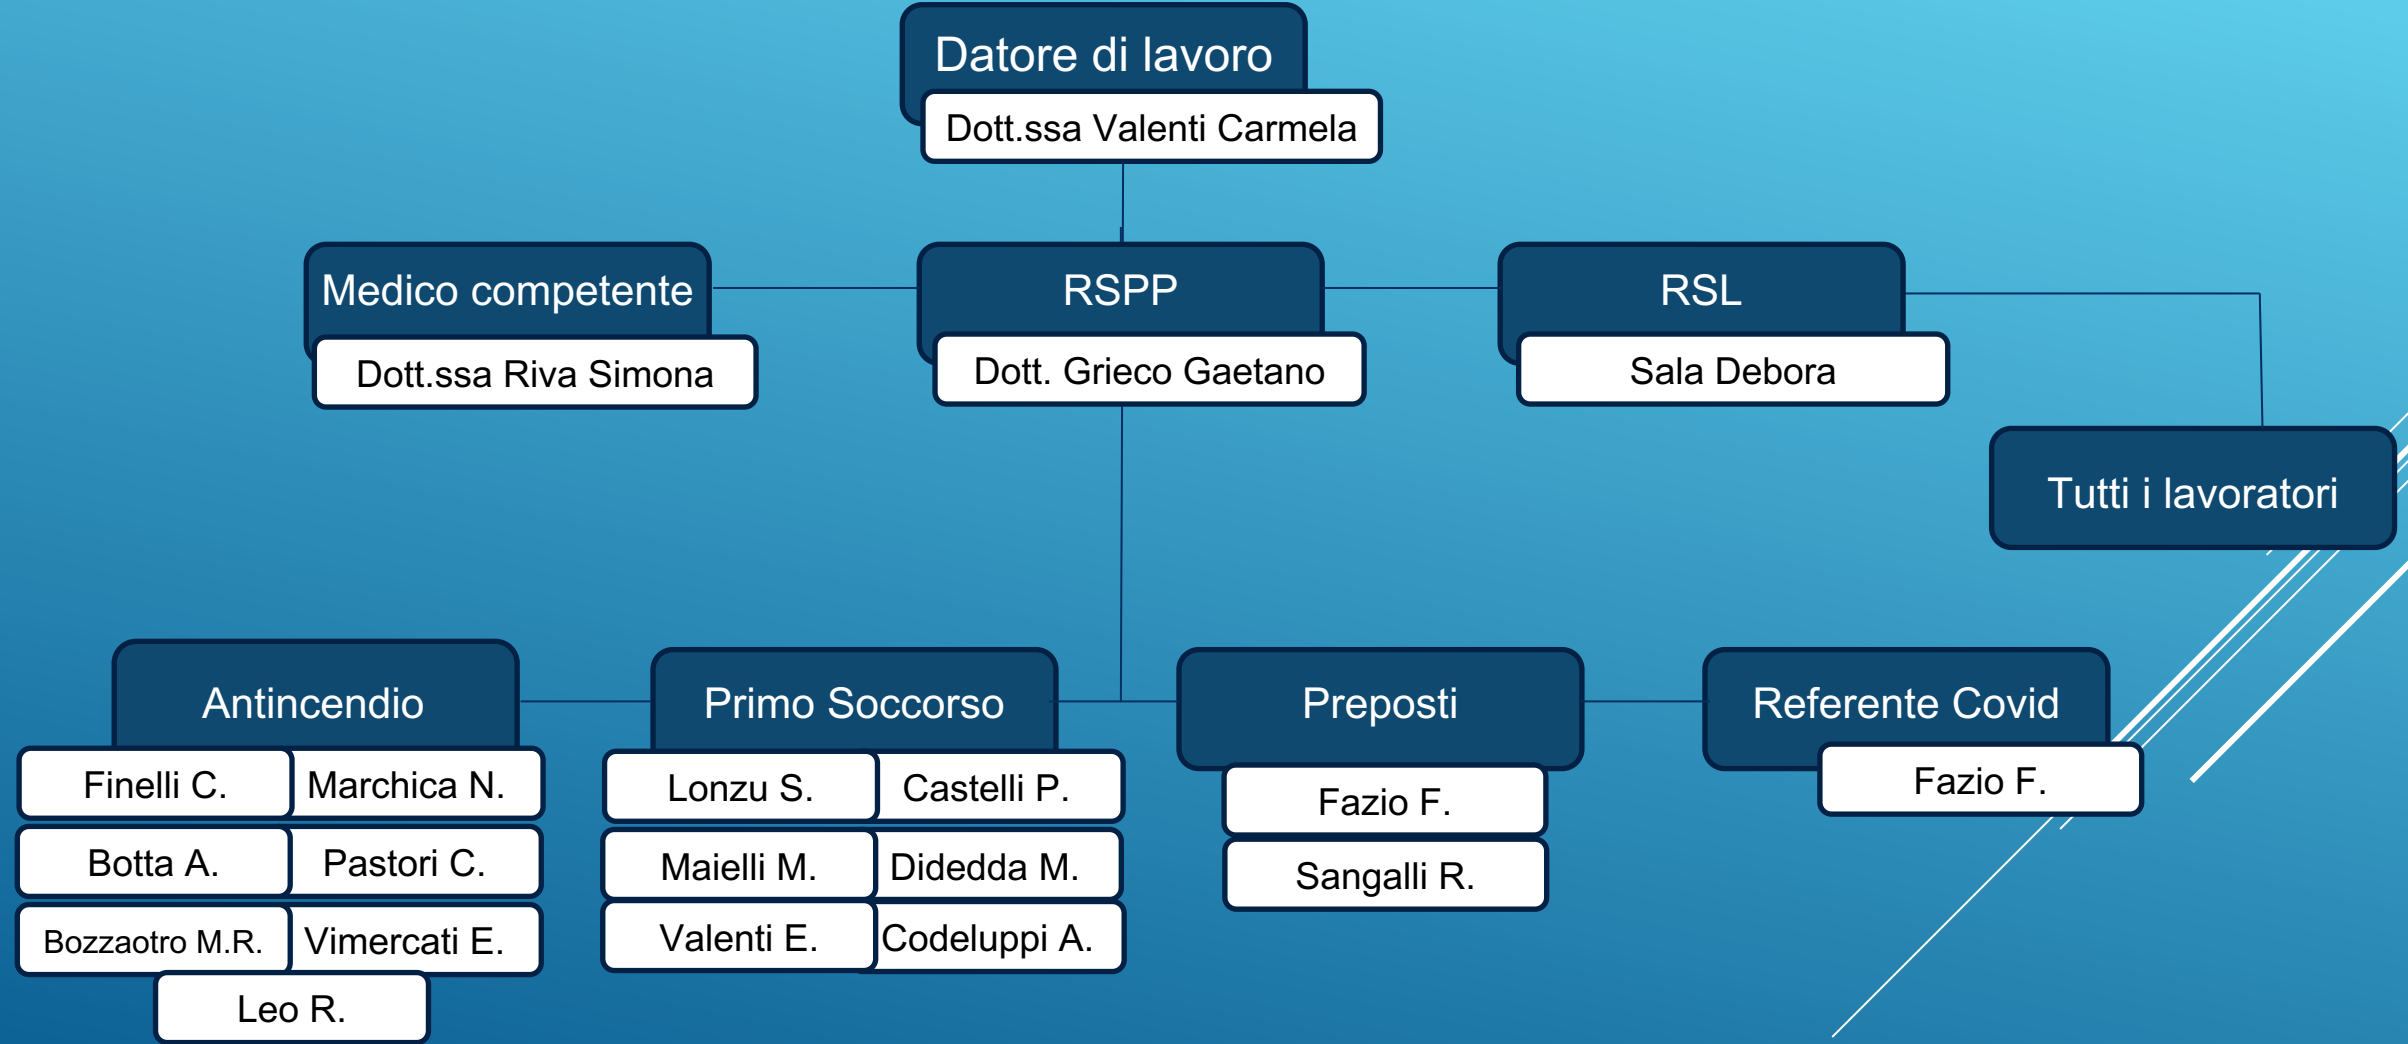 Datore di lavoro
Dott.ssa Valenti Carmela
Medico competente
Dott.ssa Riva Simona
RSPP
Dott. Grieco Gaetano
RSL
Sala Debora
Tutti i lavoratori
Antincendio
Finelli C.
Marchica N.
Botta A.
Pastori C.
Bozzaotro M.R.
Vimercati E.
Leo R.
Primo Soccorso
Lonzu S.
Castelli P.
Maielli M.
Didedda M.
Valenti E.
Codeluppi A.
Preposti
Fazio F.
Sangalli R.
Referente Covid
Fazio F.